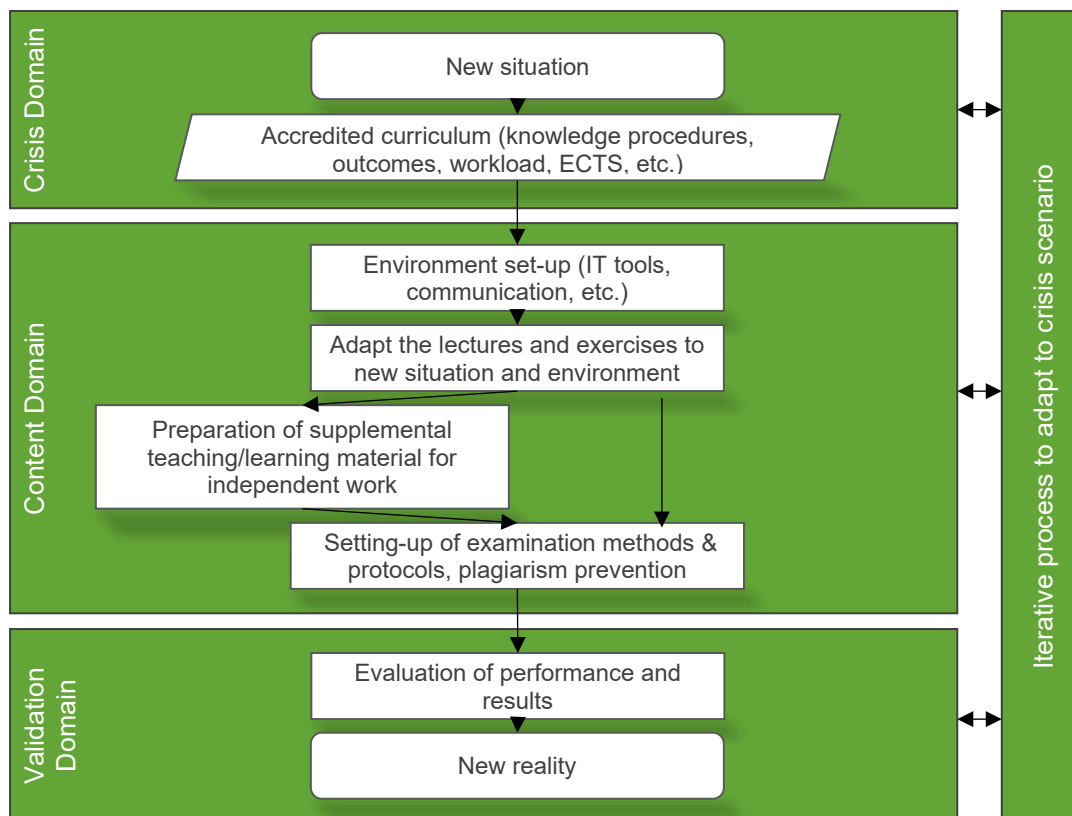 Crisis Domain
New situation
Accredited curriculum (knowledge procedures,
outcomes, workload, ECTS, etc.)
Content Domain
Environment set-up (IT tools,
communication, etc.)
Adapt the lectures and exercises to
new situation and environment
Preparation of supplemental
teaching/learning material for
independent work
Setting-up of examination methods &
protocols, plagiarism prevention
Validation
Domain
Evaluation of performance and
results
New reality
Iterative process to adapt to crisis scenario